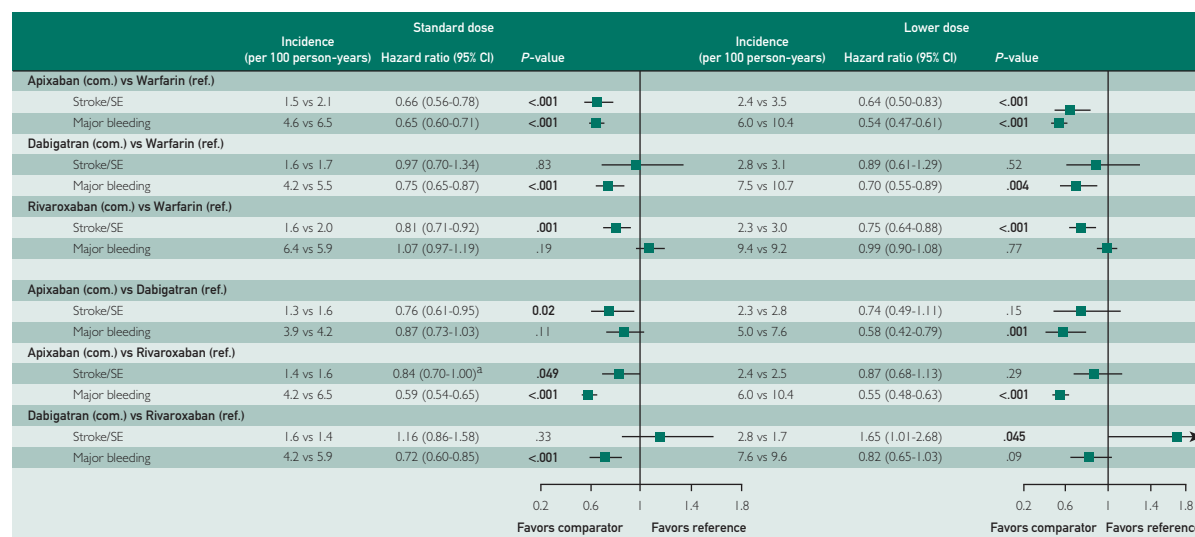 Standard dose Lower dose
Incidence Incidence
(per 100 person-years) Hazard ratio (95% CI) P-value (per 100 person-years) Hazard ratio (95% CI) P-value
Apixaban (com.) vs Warfarin (ref.)
Stroke/SE 1.5 vs 2.1 0.66 (0.56-0.78) <.001 2.4 vs 3.5 0.64 (0.50-0.83) <.001
Major bleeding 4.6 vs 6.5 0.65 (0.60-0.71) <.001 6.0 vs 10.4 0.54 (0.47-0.61) <.001
Dabigatran (com.) vs Warfarin (ref.)
Stroke/SE 1.6 vs 1.7 0.97 (0.70-1.34) .83 2.8 vs 3.1 0.89 (0.61-1.29) .52
Major bleeding 4.2 vs 5.5 0.75 (0.65-0.87) <.001 7.5 vs 10.7 0.70 (0.55-0.89) .004
Rivaroxaban (com.) vs Warfarin (ref.)
Stroke/SE 1.6 vs 2.0 0.81 (0.71-0.92) .001 2.3 vs 3.0 0.75 (0.64-0.88) <.001
Major bleeding 6.4 vs 5.9 1.07 (0.97-1.19) .19 9.4 vs 9.2 0.99 (0.90-1.08) .77
Apixaban (com.) vs Dabigatran (ref.)
Stroke/SE 1.3 vs 1.6 0.76 (0.61-0.95) 0.02 2.3 vs 2.8 0.74 (0.49-1.11) .15
Major bleeding 3.9 vs 4.2 0.87 (0.73-1.03) .11 5.0 vs 7.6 0.58 (0.42-0.79) .001
Apixaban (com.) vs Rivaroxaban (ref.)
Stroke/SE 1.4 vs 1.6 0.84 (0.70-1.00)a .049 2.4 vs 2.5 0.87 (0.68-1.13) .29
Major bleeding 4.2 vs 6.5 0.59 (0.54-0.65) <.001 6.0 vs 10.4 0.55 (0.48-0.63) <.001
Dabigatran (com.) vs Rivaroxaban (ref.)
Stroke/SE 1.6 vs 1.4 1.16 (0.86-1.58) .33 2.8 vs 1.7 1.65 (1.01-2.68) .045
Major bleeding 4.2 vs 5.9 0.72 (0.60-0.85) <.001 7.6 vs 9.6 0.82 (0.65-1.03) .09
0.2 0.6 1 1.4 1.8 0.2 0.6 1 1.4 1.8
Favors comparator Favors reference Favors comparator Favors reference